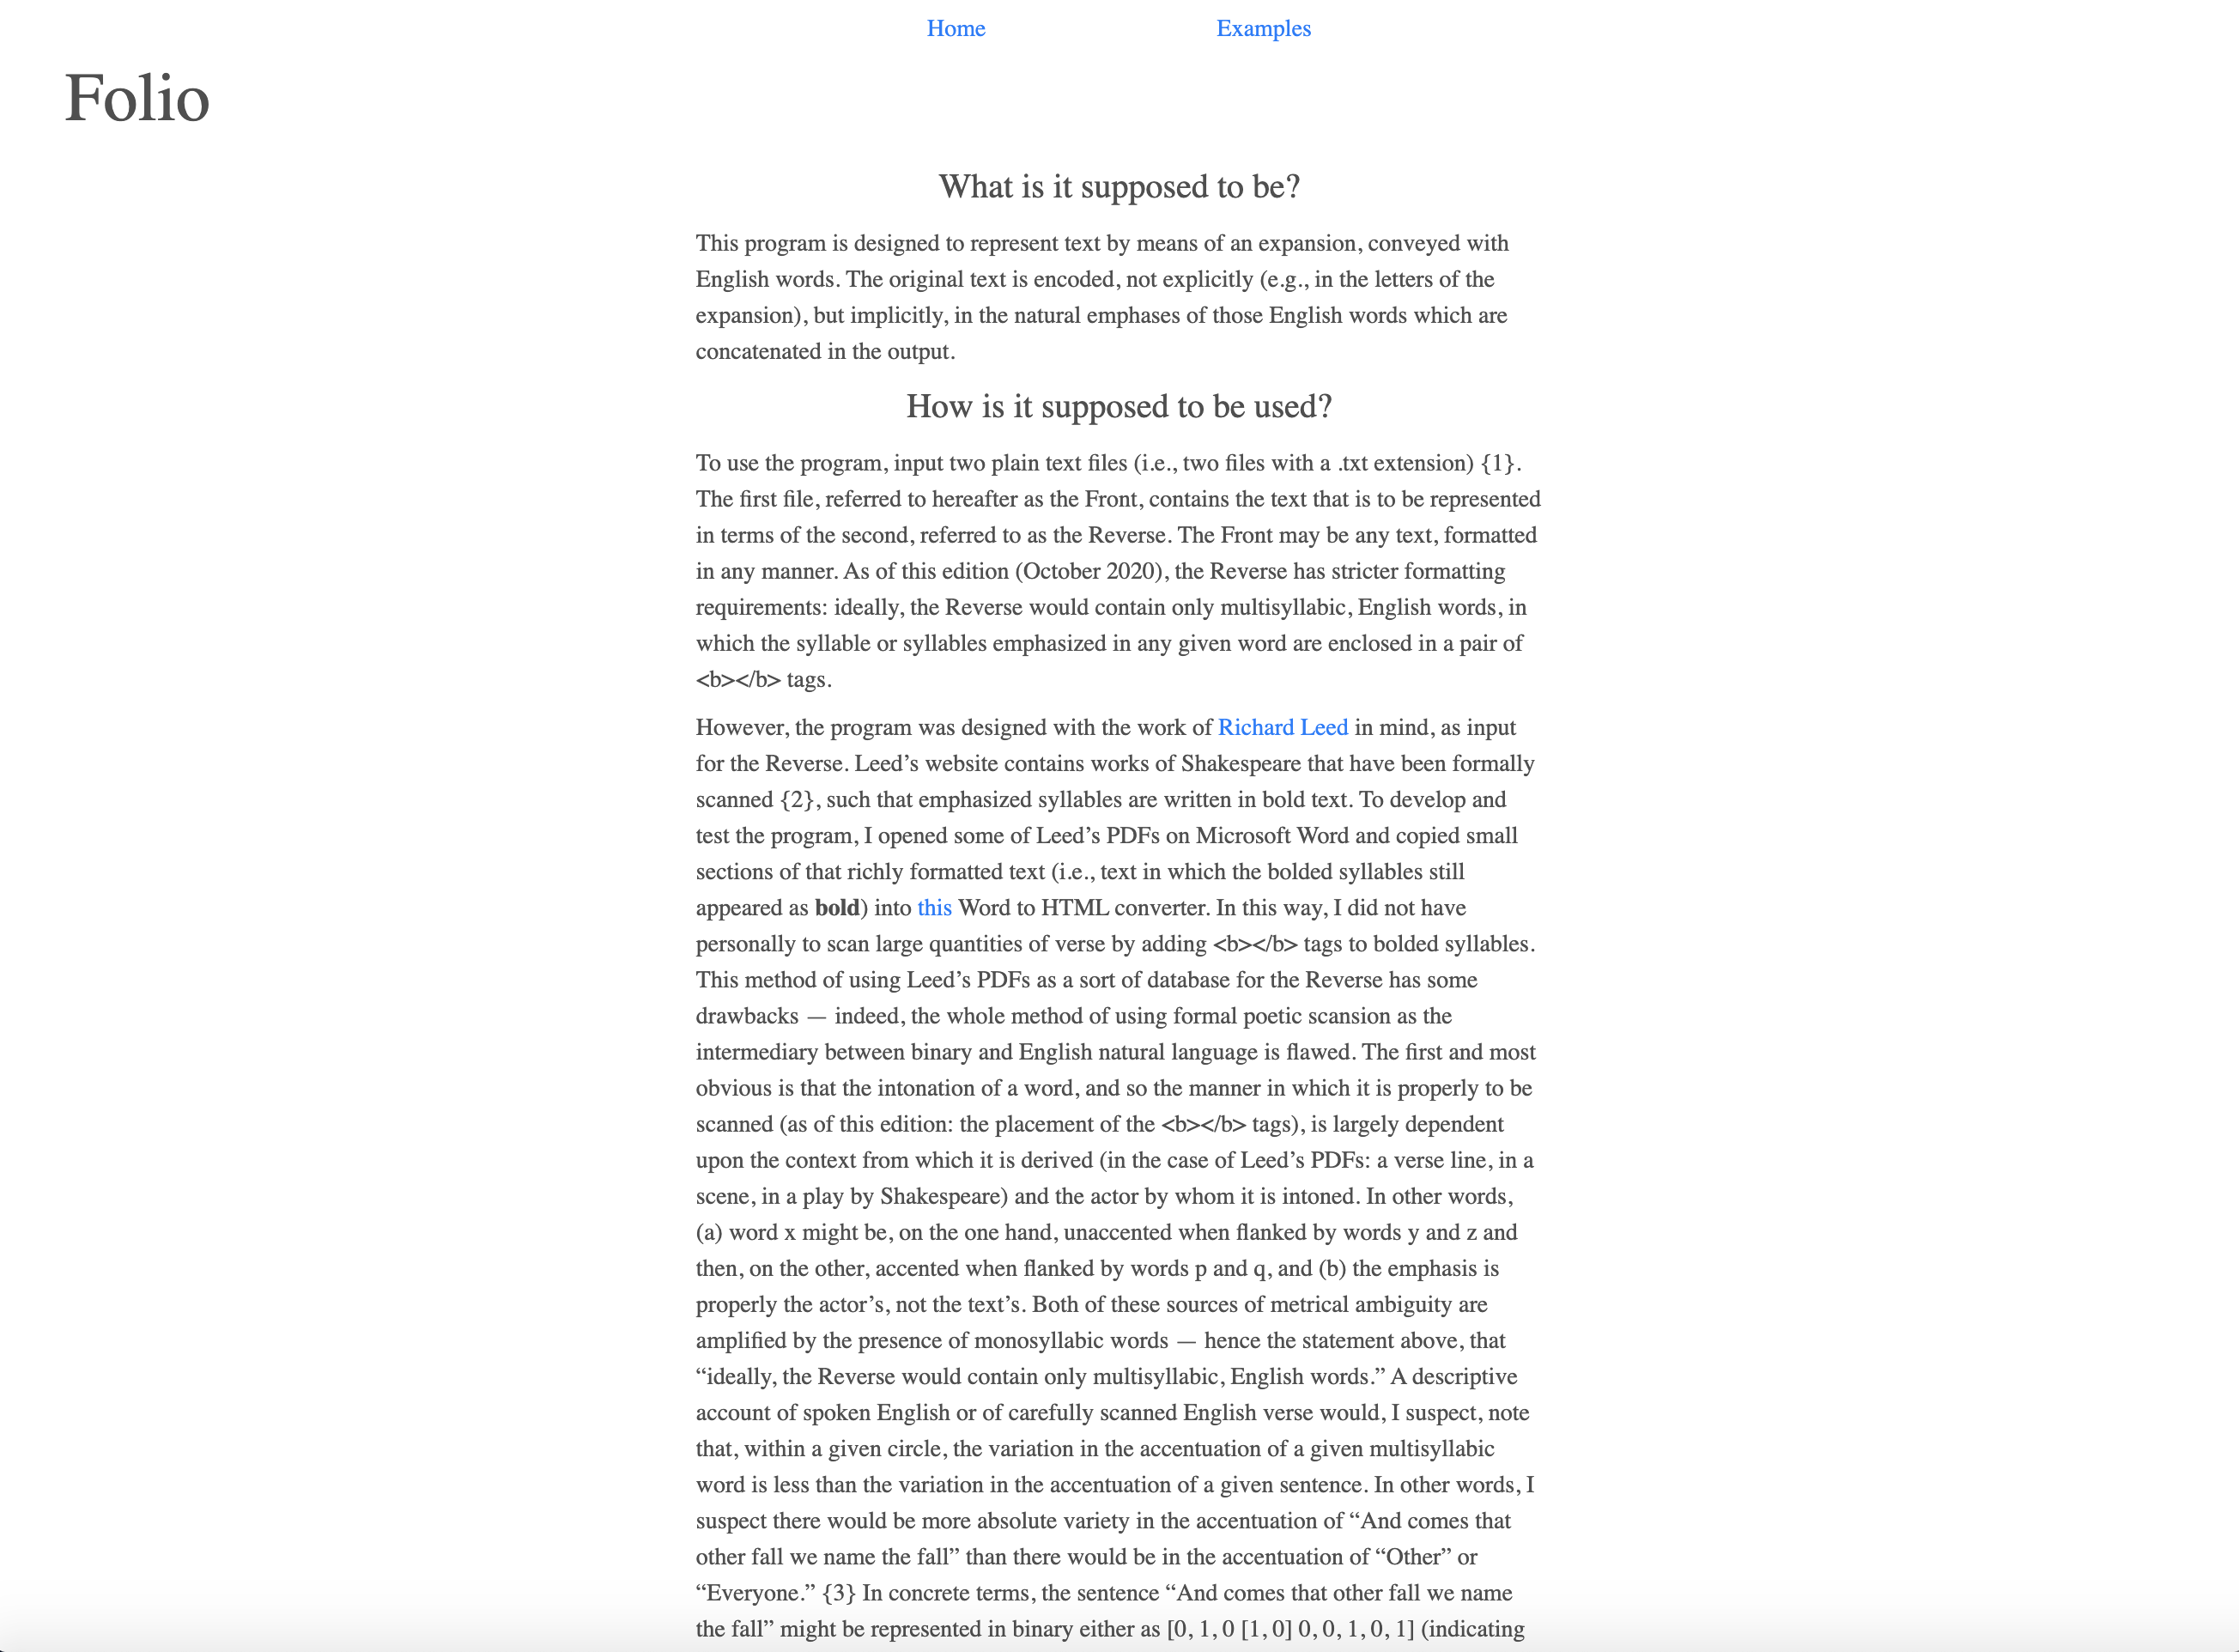 Home Examples
Folio
What is it supposed to be?
This program is designed to represent text by means of an expansion, conveyed with
English words. The original text is encoded, not explicitly (e.g., in the letters of the
expansion), but implicitly, in the natural emphases of those English words which are
concatenated in the output.
How is it supposed to be used?
To use the program, input two plain text files (i.e., two files with a .txt extension) {1}.
The first file, referred to hereafter as the Front, contains the text that is to be represented
in terms of the second, referred to as the Reverse. The Front may be any text, formatted
in any manner. As of this edition (October 2020), the Reverse has stricter formatting
requirements: ideally, the Reverse would contain only multisyllabic, English words, in
which the syllable or syllables emphasized in any given word are enclosed in a pair of
<b></b> tags.
However, the program was designed with the work of Richard Leed in mind, as input
for the Reverse. Leed’s website contains works of Shakespeare that have been formally
scanned {2}, such that emphasized syllables are written in bold text. To develop and
test the program, I opened some of Leed’s PDFs on Microsoft Word and copied small
sections of that richly formatted text (i.e., text in which the bolded syllables still
appeared as bold) into this Word to HTML converter. In this way, I did not have
personally to scan large quantities of verse by adding <b></b> tags to bolded syllables.
This method of using Leed’s PDFs as a sort of database for the Reverse has some
drawbacks — indeed, the whole method of using formal poetic scansion as the
intermediary between binary and English natural language is flawed. The first and most
obvious is that the intonation of a word, and so the manner in which it is properly to be
scanned (as of this edition: the placement of the <b></b> tags), is largely dependent
upon the context from which it is derived (in the case of Leed’s PDFs: a verse line, in a
scene, in a play by Shakespeare) and the actor by whom it is intoned. In other words,
(a) word x might be, on the one hand, unaccented when flanked by words y and z and
then, on the other, accented when flanked by words p and q, and (b) the emphasis is
properly the actor’s, not the text’s. Both of these sources of metrical ambiguity are
amplified by the presence of monosyllabic words — hence the statement above, that
“ideally, the Reverse would contain only multisyllabic, English words.” A descriptive
account of spoken English or of carefully scanned English verse would, I suspect, note
that, within a given circle, the variation in the accentuation of a given multisyllabic
word is less than the variation in the accentuation of a given sentence. In other words, I
suspect there would be more absolute variety in the accentuation of “And comes that
other fall we name the fall” than there would be in the accentuation of “Other” or
“Everyone.” {3} In concrete terms, the sentence “And comes that other fall we name
the fall” might be represented in binary either as [0, 1, 0 [1, 0] 0, 0, 1, 0, 1] (indicating